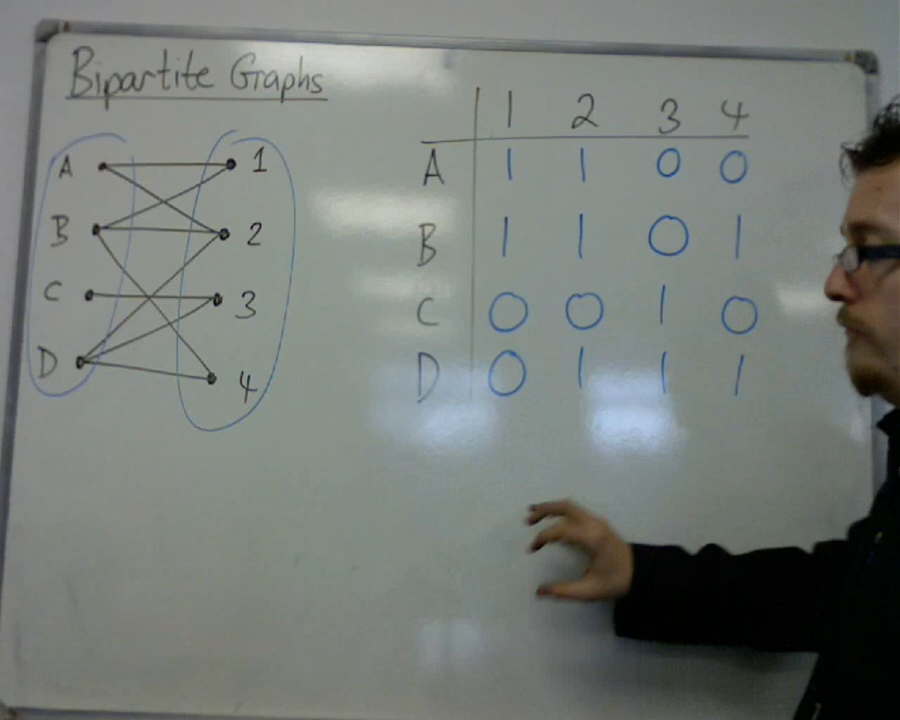 Bipartite Graphs
A 1
B 2
C 3
D 4
1 2 3 4
A 1 1 0 0
B 1 1 0 1
C 0 0 1 0
D 0 1 1 1